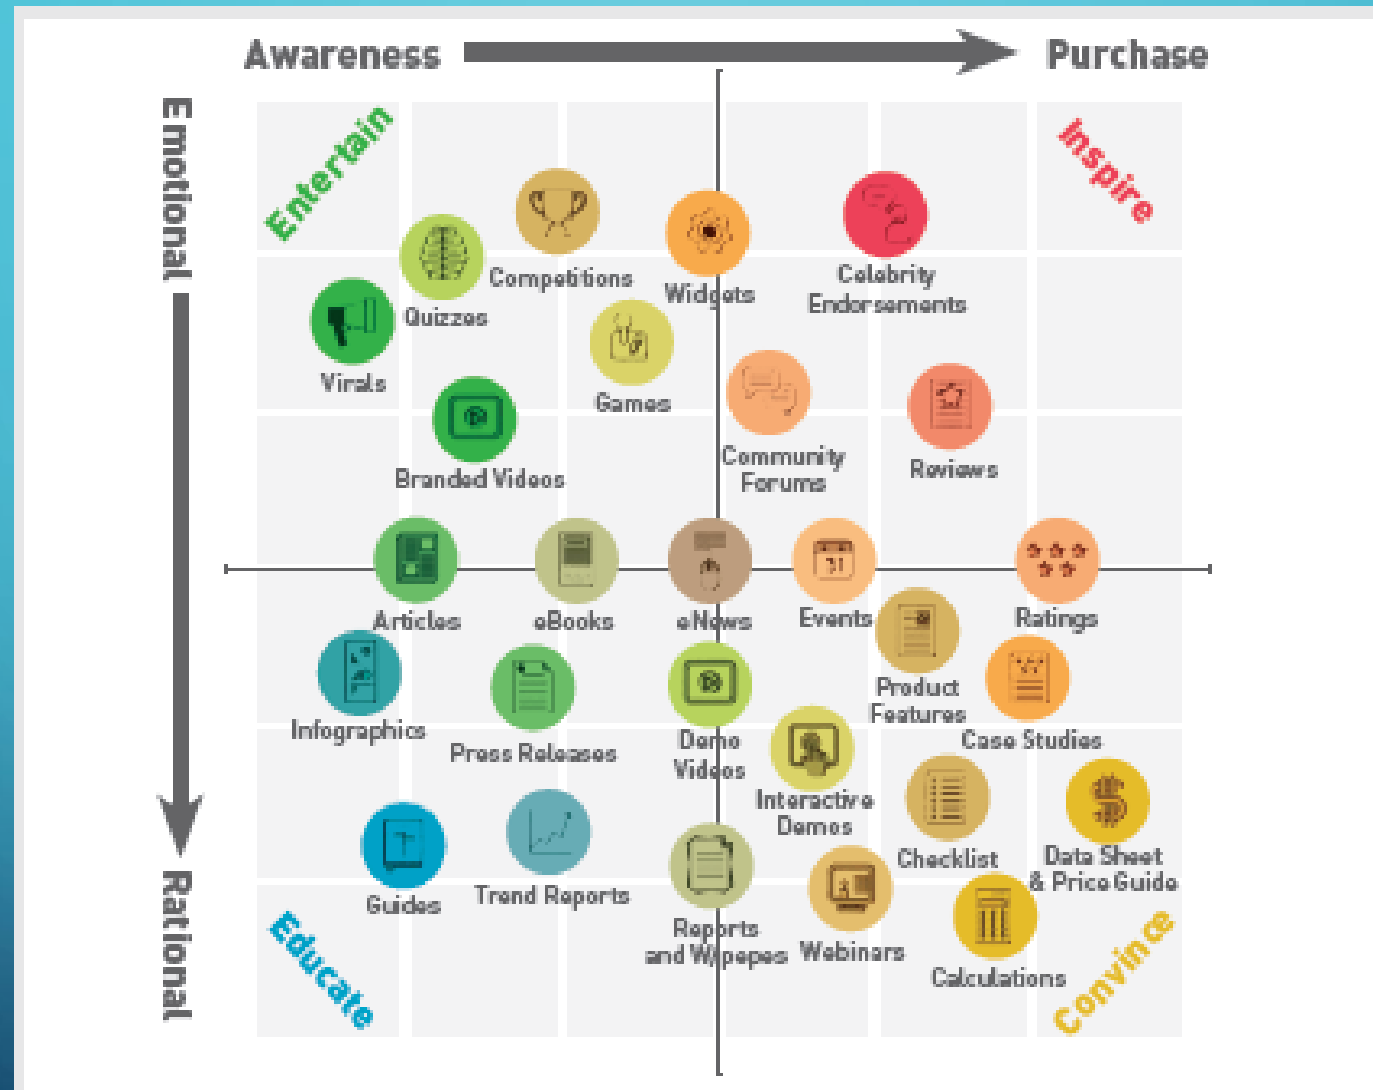 Awareness
Purchase
Emotional
Rational
Entertain
Inspire
Competitions
Widgets
Celebrity
Endorsements
Quizzes
Virals
Games
Branded Videos
Community
Forums
Reviews
Articles
eBooks
eNews
Events
Ratings
Infographics
Press Releases
Demo
Videos
Product
Features
Case Studies
Interactive
Demos
Checklist
Data Sheet
& Price Guide
Guides
Trend Reports
Reports
and W/pepes
Webinars
Calculations
Educate
Convince
31